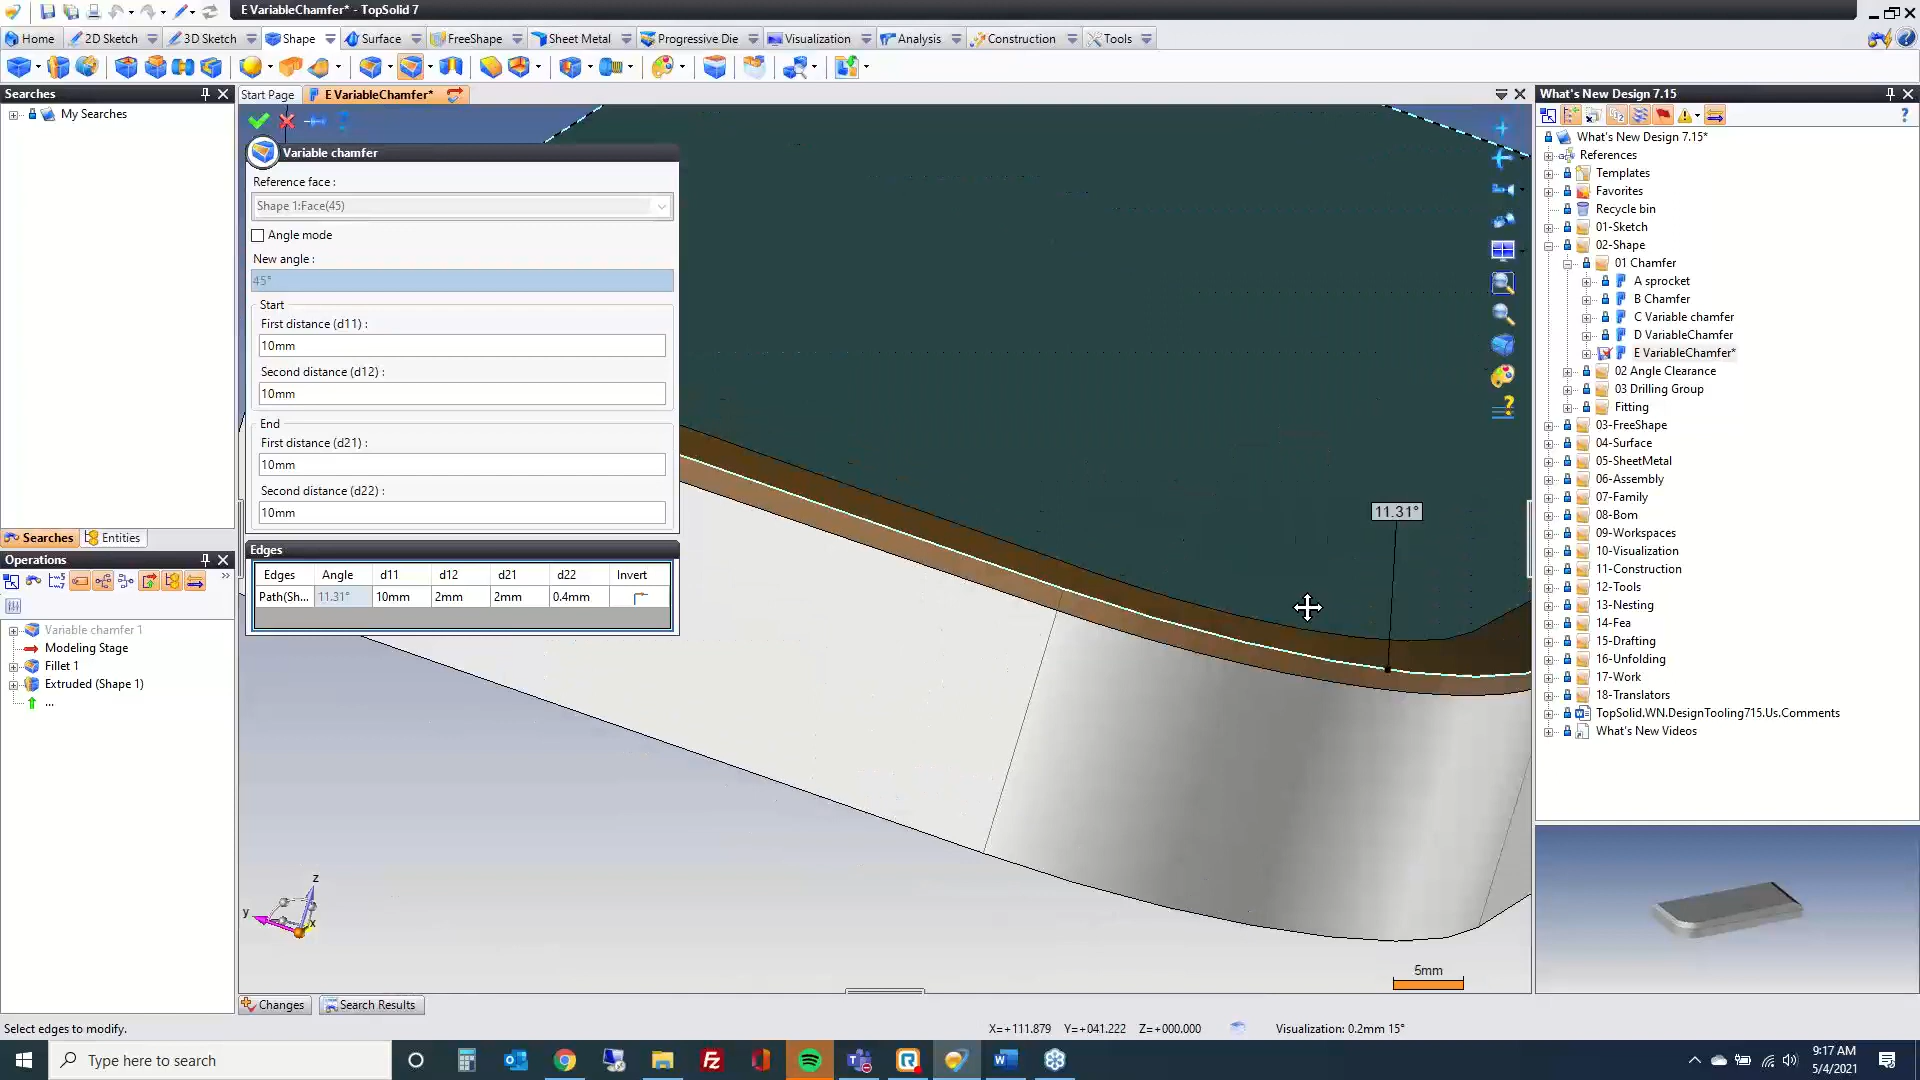 E VariableChamfer* - TopSolid 7
Home
2D Sketch
3D Sketch
Shape
Surface
FreeShape
Sheet Metal
Progressive Die
Visualization
Analysis
Construction
Tools
Searches
My Searches
Searches
Entities
Operations
Variable chamfer 1
Modeling Stage
Fillet 1
Extruded (Shape 1)
...
Start Page
E VariableChamfer*
Variable chamfer
Reference face :
Shape 1:Face(45)
Angle mode
New angle :
45°
Start
First distance (d11) :
10mm
Second distance (d12) :
10mm
End
First distance (d21) :
10mm
Second distance (d22) :
10mm
Edges
Edges Angle d11 d12 d21 d22 Invert
Path(Sh... 11.31° 10mm 2mm 2mm 0.4mm
11.31°
z
y
x
5mm
What's New Design 7.15
What's New Design 7.15*
References
Templates
Favorites
Recycle bin
01-Sketch
02-Shape
01 Chamfer
A sprocket
B Chamfer
C Variable chamfer
D VariableChamfer
E VariableChamfer*
02 Angle Clearance
03 Drilling Group
Fitting
03-FreeShape
04-Surface
05-SheetMetal
06-Assembly
07-Family
08-Bom
09-Workspaces
10-Visualization
11-Construction
12-Tools
13-Nesting
14-Fea
15-Drafting
16-Unfolding
17-Work
18-Translators
TopSolid.WN.DesignTooling715.Us.Comments
What's New Videos
Changes
Search Results
Select edges to modify.
X=+111.879 Y=+041.222 Z=+000.000
Visualization: 0.2mm 15°
Type here to search
9:17 AM
5/4/2021